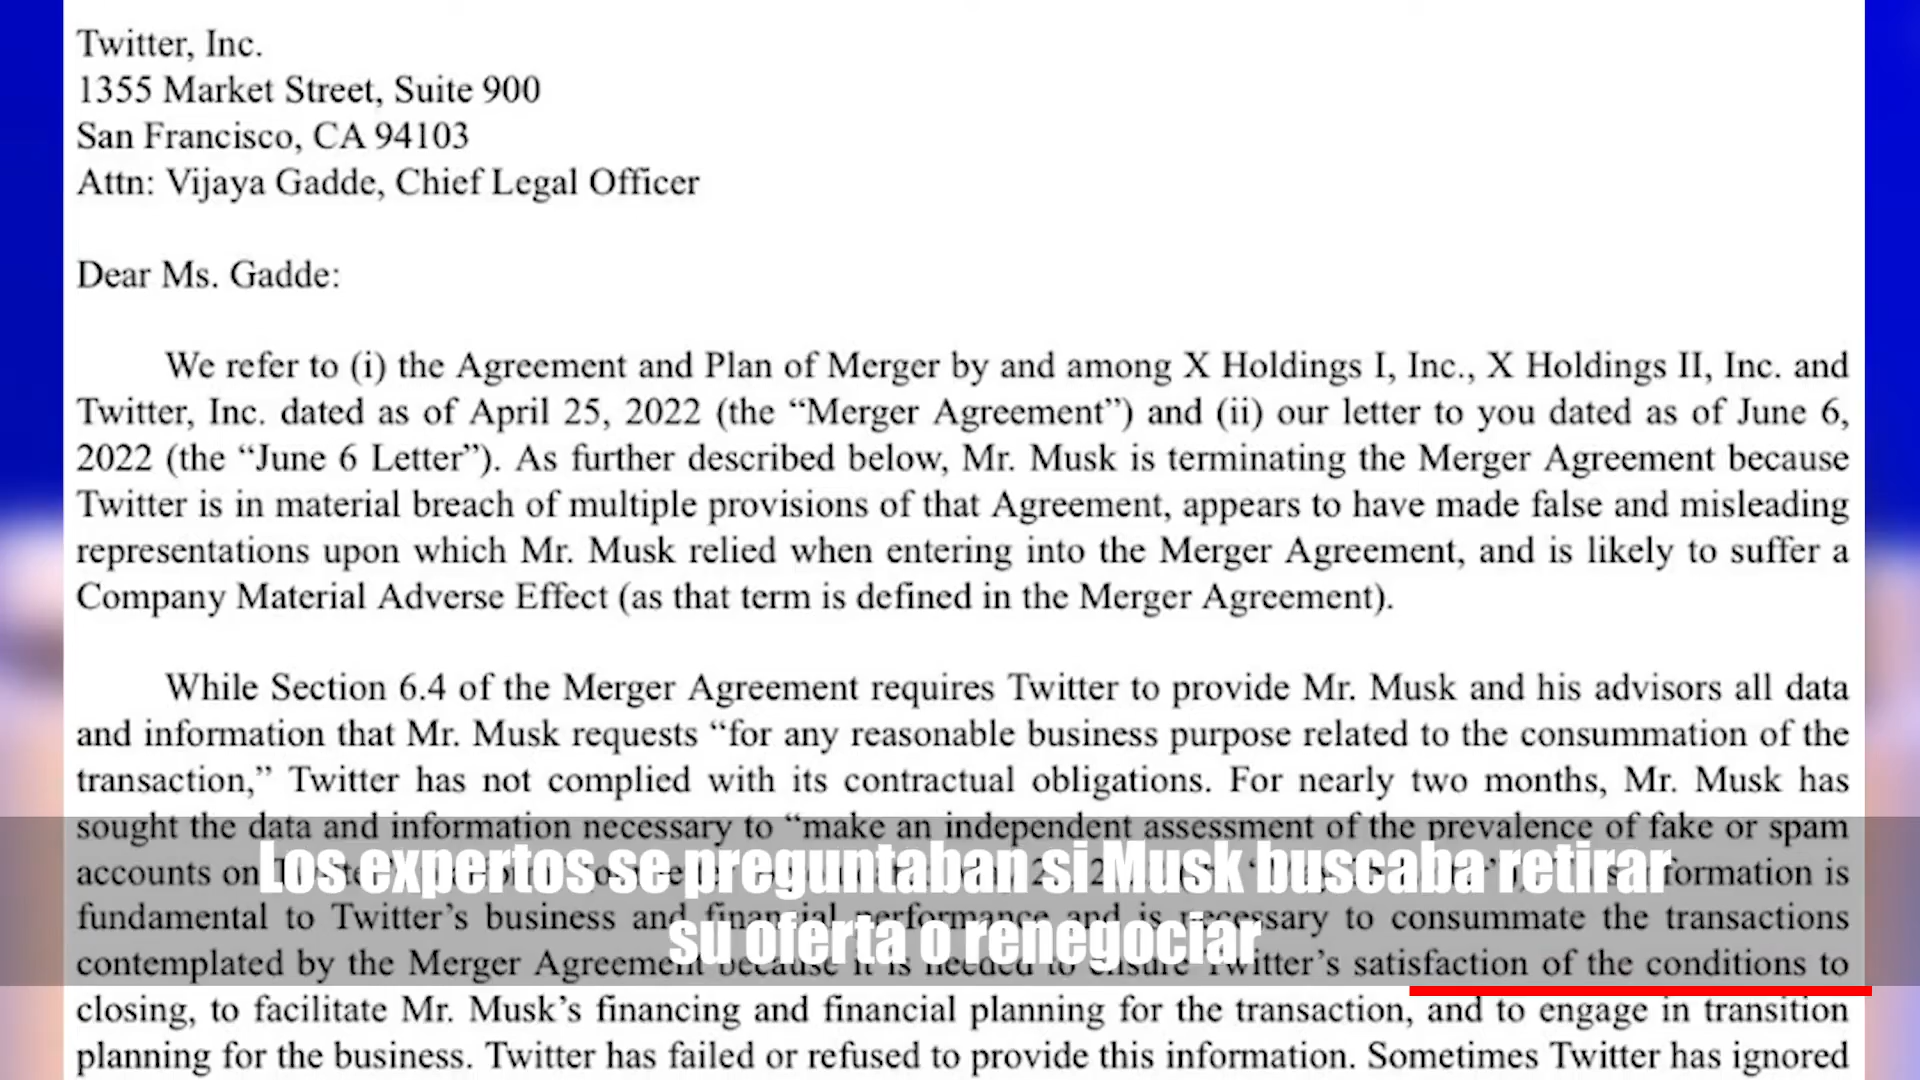 Twitter, Inc.
1355 Market Street, Suite 900
San Francisco, CA 94103
Attn: Vijaya Gadde, Chief Legal Officer
Dear Ms. Gadde:
We refer to (i) the Agreement and Plan of Merger by and among X Holdings I, Inc., X Holdings II, Inc. and
Twitter, Inc. dated as of April 25, 2022 (the “Merger Agreement”) and (ii) our letter to you dated as of June 6,
2022 (the “June 6 Letter”). As further described below, Mr. Musk is terminating the Merger Agreement because
Twitter is in material breach of multiple provisions of that Agreement, appears to have made false and misleading
representations upon which Mr. Musk relied when entering into the Merger Agreement, and is likely to suffer a
Company Material Adverse Effect (as that term is defined in the Merger Agreement).
While Section 6.4 of the Merger Agreement requires Twitter to provide Mr. Musk and his advisors all data
and information that Mr. Musk requests “for any reasonable business purpose related to the consummation of the
transaction,” Twitter has not complied with its contractual obligations. For nearly two months, Mr. Musk has
sought the data and information necessary to “make an independent assessment of the prevalence of fake or spam
accounts on information is
fundamental to Twitter’s business and financial performance and is necessary to consummate the transactions
contemplated by the Merger Agreement because it is needed to ensure Twitter’s satisfaction of the conditions to
closing, to facilitate Mr. Musk’s financing and financial planning for the transaction, and to engage in transition
planning for the business. Twitter has failed or refused to provide this information. Sometimes Twitter has ignored
Los expertos se preguntaban si Musk buscaba retirar
su oferta o renegociar